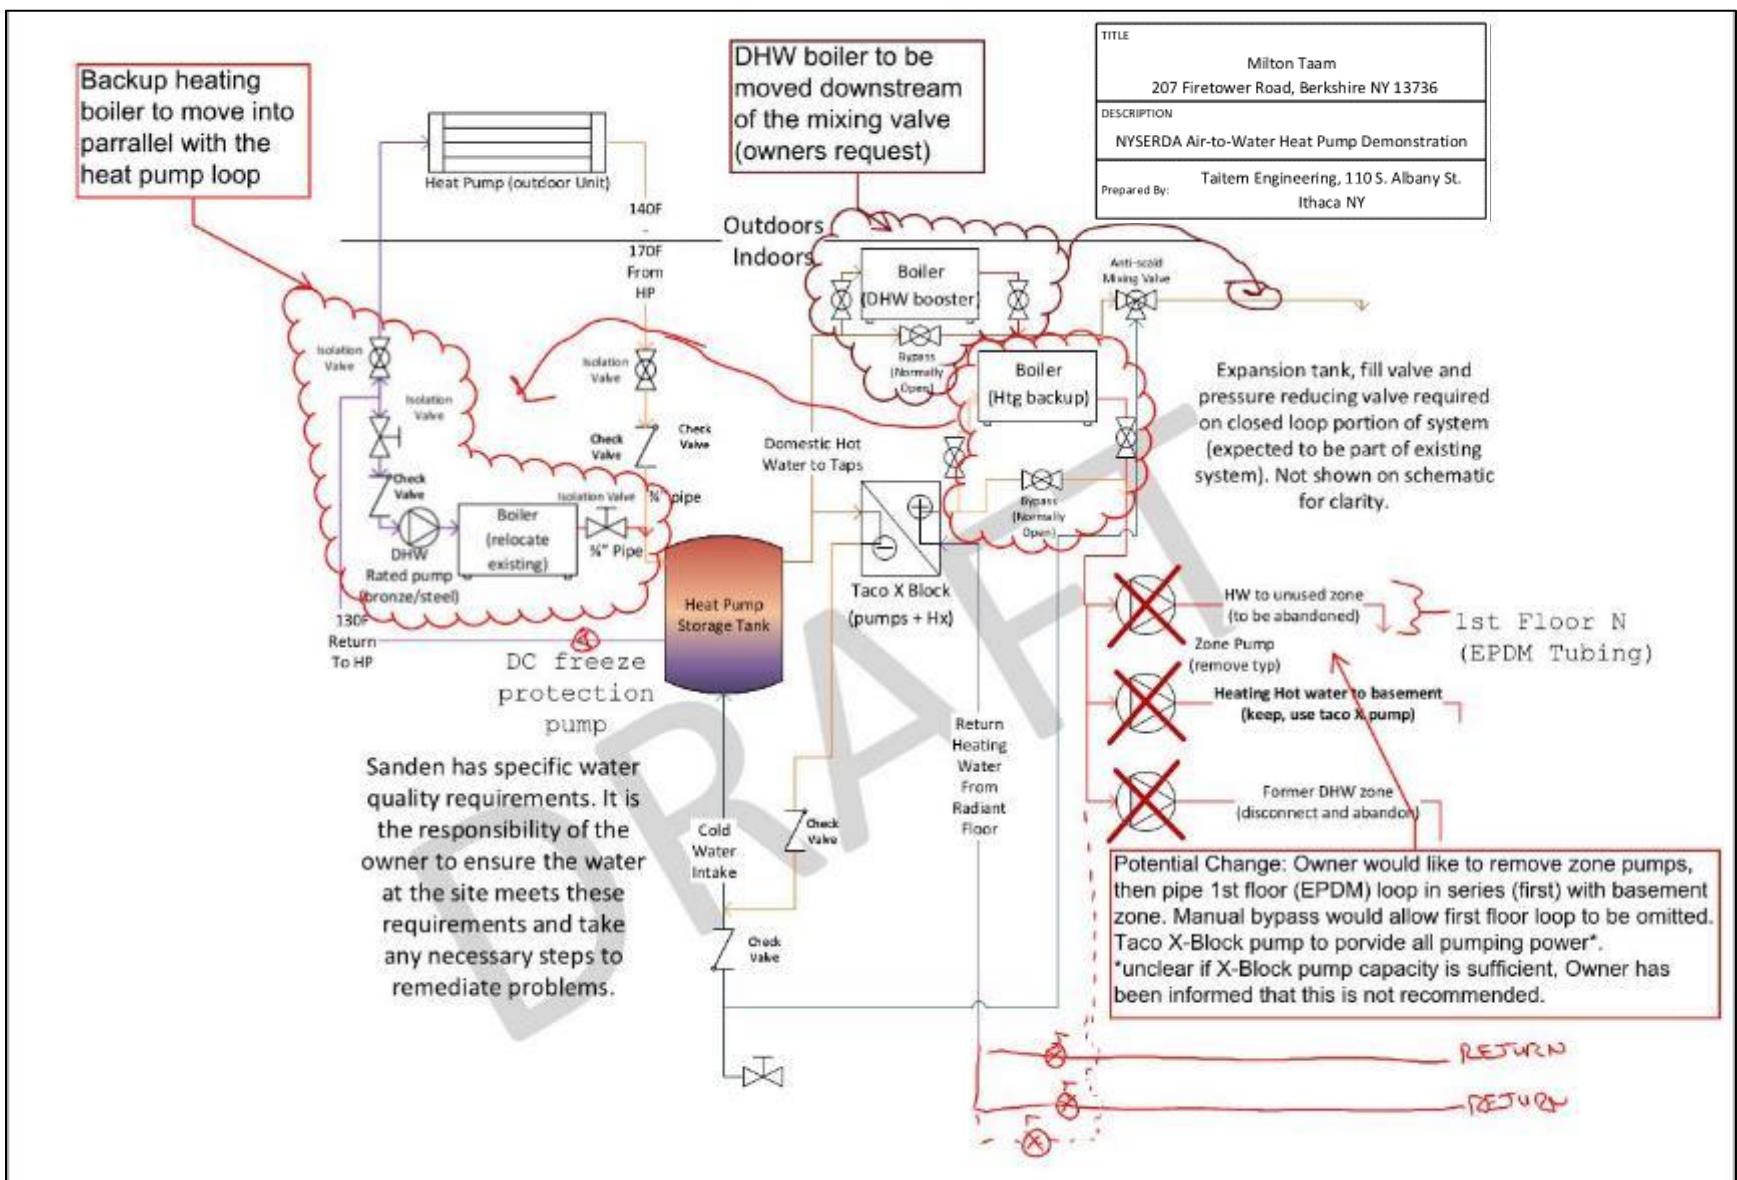 Backup heating
boiler to move into
parrallel with the
heat pump loop
DHW boiler to be
moved downstream
of the mixing valve
(owners request)
TITLE
Milton Taam
207 Firetower Road, Berkshire NY 13736
DESCRIPTION
NYSERDA Air-to-Water Heat Pump Demonstration
Prepared By:
Taitem Engineering, 110 S. Albany St.
Ithaca NY
Heat Pump (outdoor Unit)
140F
-
170F
From
HP
Outdoors
Indoors
Boiler
(DHW booster)
Anti-scald
Mixing Valve
Bypass
(Normally
Open)
Isolation
Valve
Isolation
Valve
Isolation
Valve
Boiler
(Htg backup)
Expansion tank, fill valve and
pressure reducing valve required
on closed loop portion of system
(expected to be part of existing
system). Not shown on schematic
for clarity.
Check
Valve
Check
Valve
Domestic Hot
Water to Taps
Check
Valve
Isolation Valve
¾" pipe
Bypass
(Normally
Open)
Boiler
(relocate
existing)
¾" Pipe
DHW
Rated pump
(bronze/steel)
Heat Pump
Storage Tank
Taco X Block
(pumps + Hx)
130F
Return
To HP
DC freeze
protection
pump
HW to unused zone
(to be abandoned)
1st Floor N
(EPDM Tubing)
Zone Pump
(remove typ)
Heating Hot water to basement
(keep, use taco X pump)
Former DHW zone
(disconnect and abandon)
Return
Heating
Water
From
Radiant
Floor
Sanden has specific water
quality requirements. It is
the responsibility of the
owner to ensure the water
at the site meets these
requirements and take
any necessary steps to
remediate problems.
Cold
Water
Intake
Check
Valve
Check
Valve
Potential Change: Owner would like to remove zone pumps,
then pipe 1st floor (EPDM) loop in series (first) with basement
zone. Manual bypass would allow first floor loop to be omitted.
Taco X-Block pump to porvide all pumping power*.
*unclear if X-Block pump capacity is sufficient, Owner has
been informed that this is not recommended.
RETURN
RETURN
DRAFT